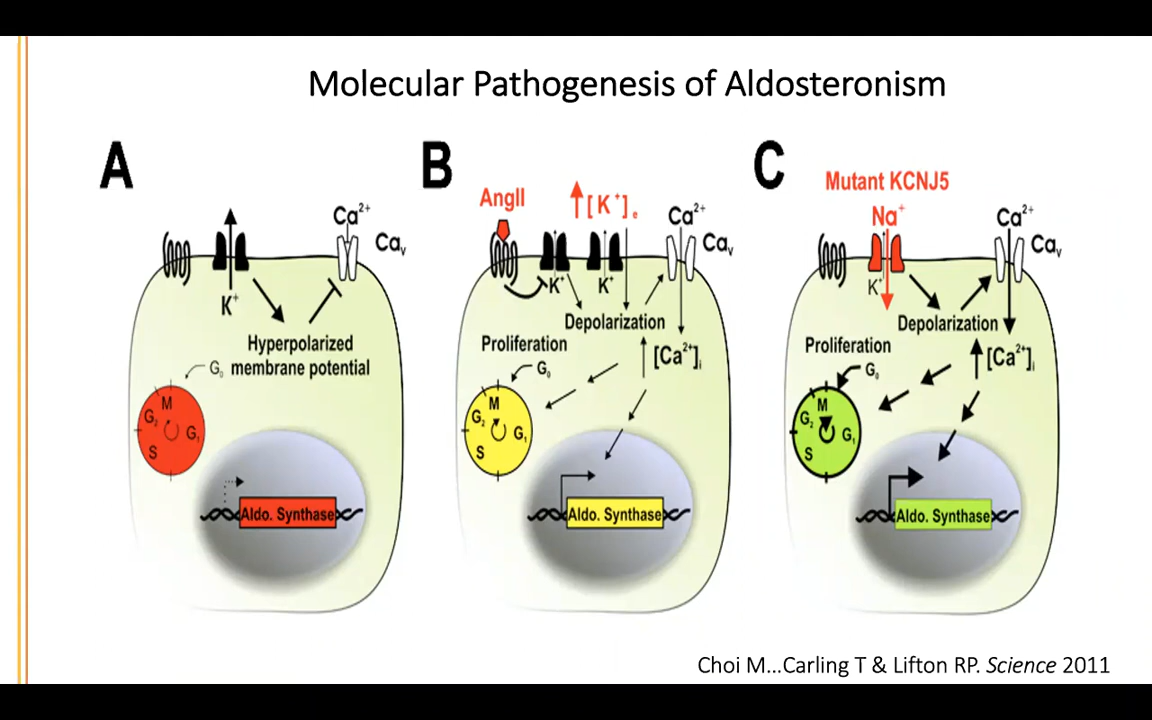 Molecular Pathogenesis of Aldosteronism
A
Ca²⁺
Caᵥ
K⁺
Hyperpolarized
membrane potential
G₀
M
G₂
G₁
S
Aldo. Synthase
B
AngII
↑[K⁺]ₑ
Ca²⁺
Caᵥ
K⁺
K⁺
Depolarization
Proliferation
[Ca²⁺]ᵢ
G₀
M
G₂
G₁
S
Aldo. Synthase
C
Mutant KCNJ5
Na⁺
Ca²⁺
Caᵥ
K⁺
Depolarization
Proliferation
[Ca²⁺]ᵢ
G₀
M
G₂
G₁
S
Aldo. Synthase
Choi M...Carling T & Lifton RP. Science 2011